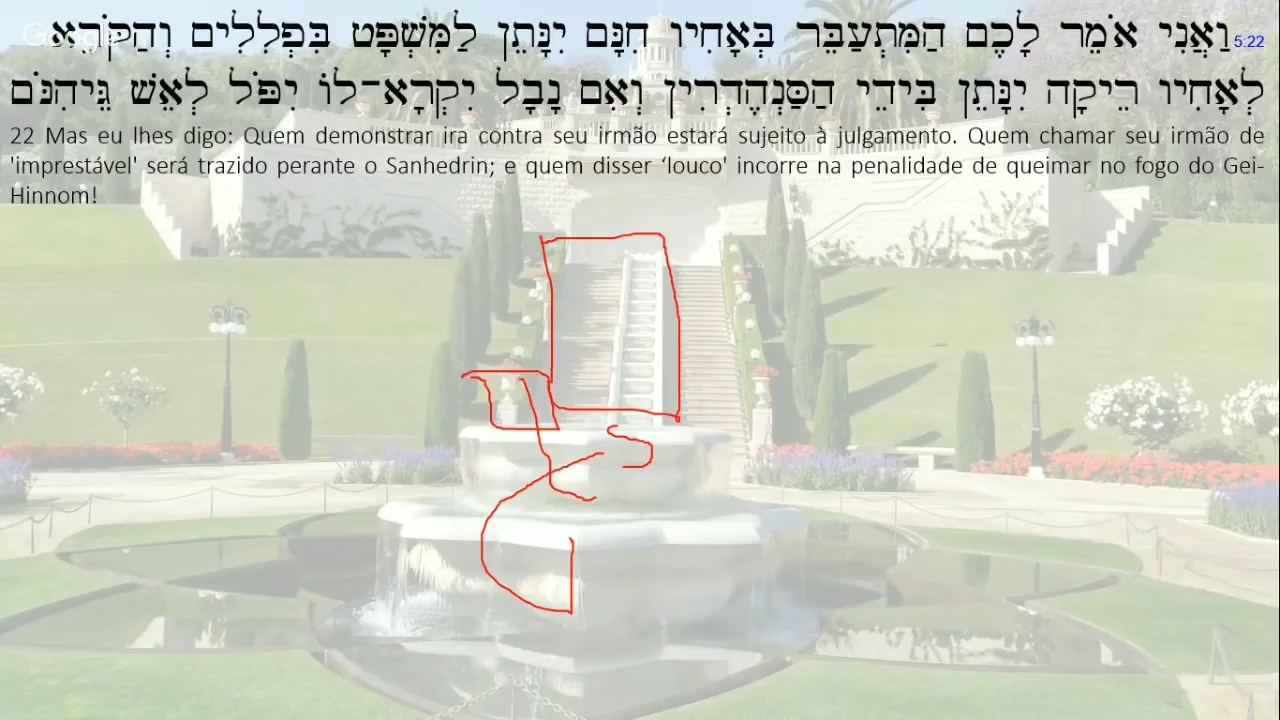 וַאֲנִי אֹמֵר לָכֶם הַמִּתְעַבֵּר בְּאָחִיו חִנָּם יִנָּתֵן לַמִּשְׁפָּט בִּפְלִלִים וְהַקֹּרֵא 5:22
לְאָחִיו רֵיקָה יִנָּתֵן בִּידֵי הַסַּנְהֶדְרִין וְאִם נָבָל יִקְרָא־לוֹ יִפֹּל לְאֵשׁ גֵּיהִנֹּם
22 Mas eu lhes digo: Quem demonstrar ira contra seu irmão estará sujeito à julgamento. Quem chamar seu irmão de
'imprestável' será trazido perante o Sanhedrin; e quem disser ‘louco' incorre na penalidade de queimar no fogo do Gei-
Hinnom!